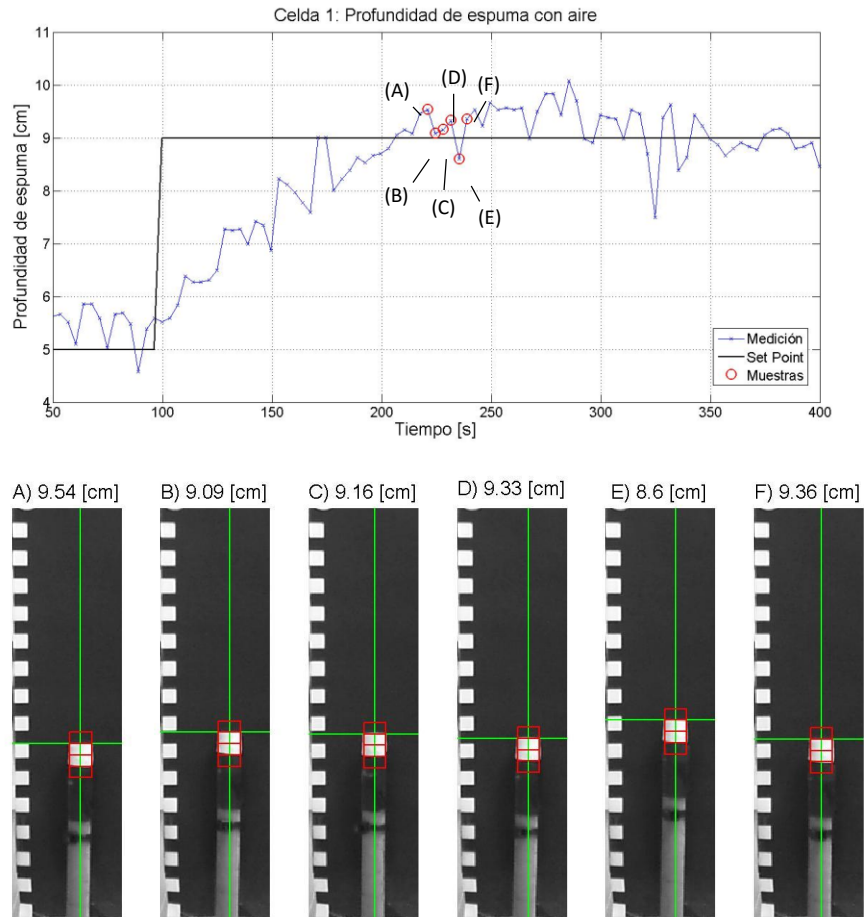 Celda 1: Profundidad de espuma con aire
11
10
9
8
7
6
5
4
Profundidad de espuma [cm]
(A)
(D)
(F)
(B)
(C)
(E)
Medición
Set Point
Muestras
50
100
150
200
250
300
350
400
Tiempo [s]
A) 9.54 [cm]
B) 9.09 [cm]
C) 9.16 [cm]
D) 9.33 [cm]
E) 8.6 [cm]
F) 9.36 [cm]